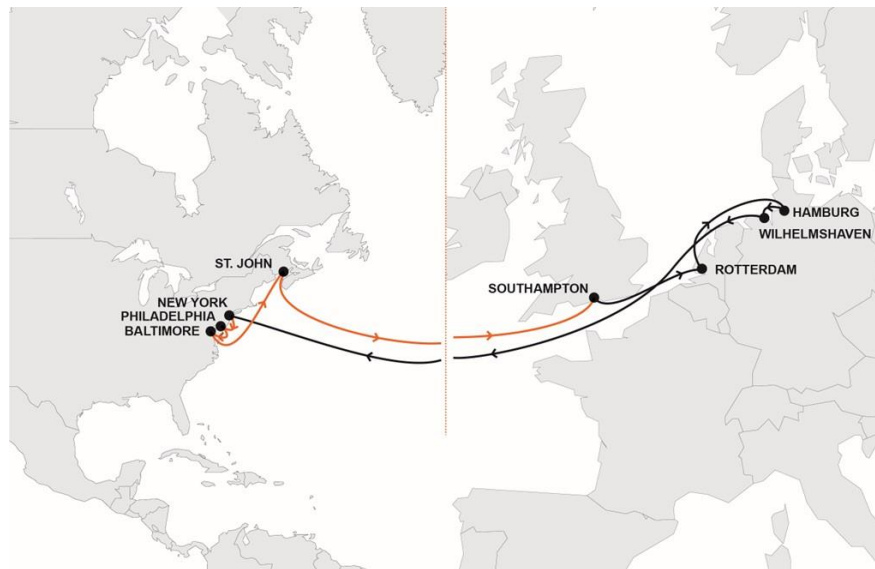 ST. JOHN
NEW YORK
PHILADELPHIA
BALTIMORE
SOUTHAMPTON
HAMBURG
WILHELMSHAVEN
ROTTERDAM